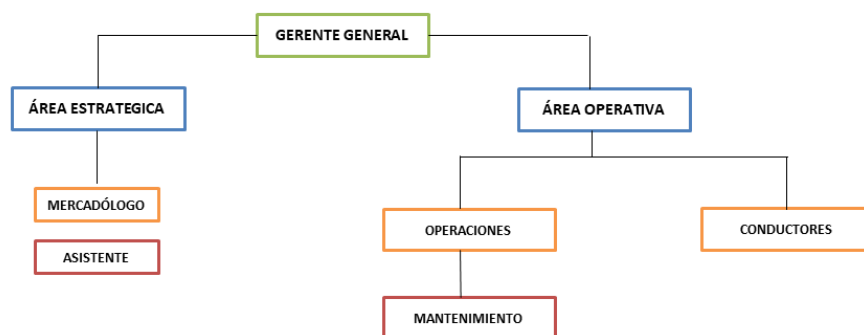 GERENTE GENERAL
ÁREA ESTRATEGICA
ÁREA OPERATIVA
MERCADÓLOGO
OPERACIONES
CONDUCTORES
ASISTENTE
MANTENIMIENTO